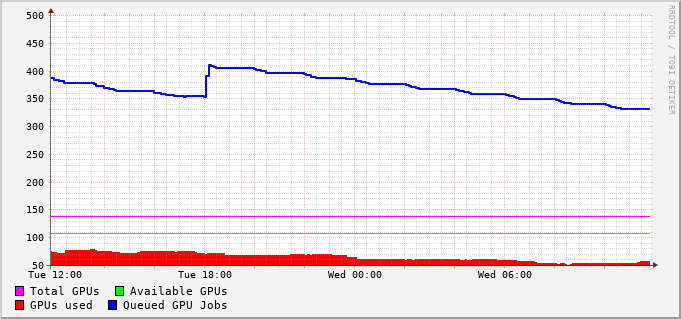 500
450
400
350
300
250
200
150
100
50
Tue 12:00 Tue 18:00 Wed 00:00 Wed 06:00
Total GPUs Available GPUs
GPUs used Queued GPU Jobs
RRDTOOL / TOBI OETIKER